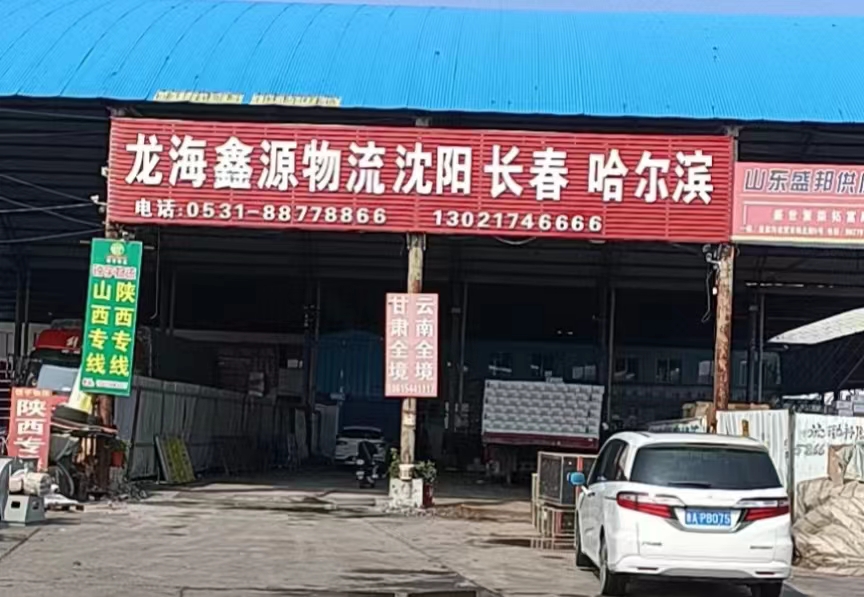 龙海鑫源物流沈阳 长春 哈尔滨
电话:0531-88778866 13021746666
山东盛邦供
陕西专线
山西专线
云南全境
甘肃全境
陕西专
鲁A·P8075